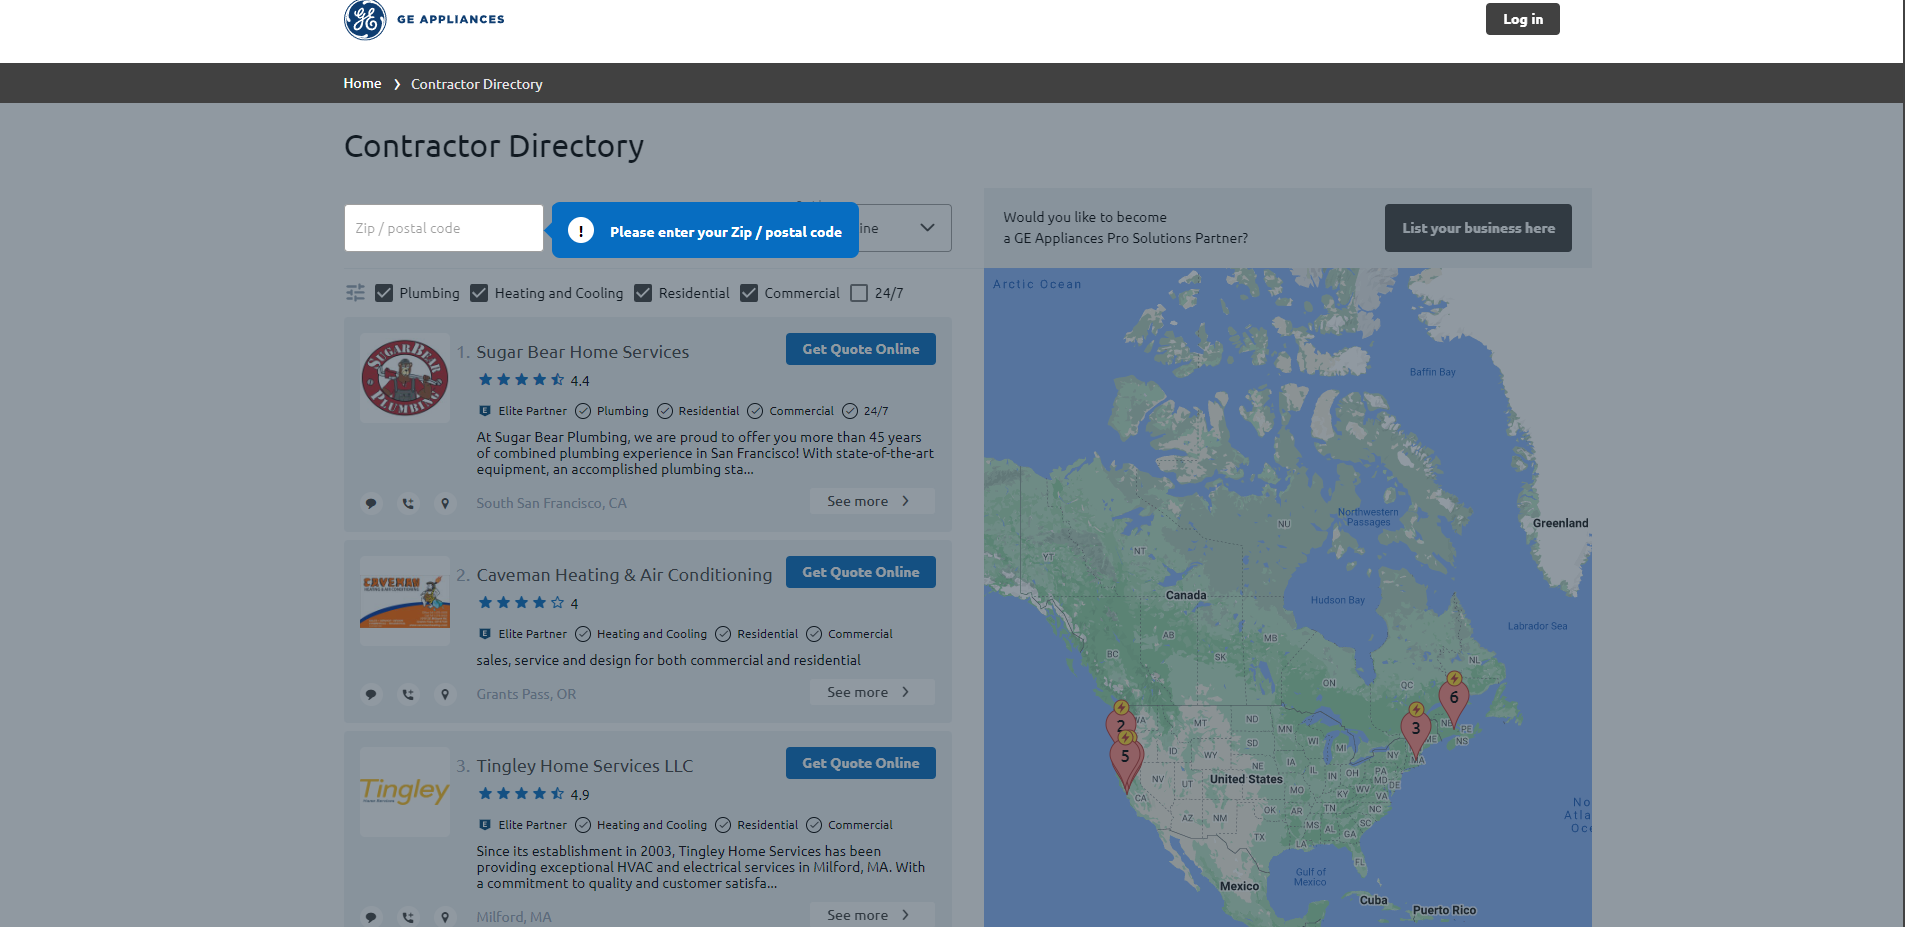 GE APPLIANCES
Log in
Home
Contractor Directory
Contractor Directory
Zip / postal code
! Please enter your Zip / postal code
ine
Would you like to become
a GE Appliances Pro Solutions Partner?
List your business here
Plumbing
Heating and Cooling
Residential
Commercial
24/7
SUGAR BEAR
PLUMBING
1. Sugar Bear Home Services
Get Quote Online
4.4
Elite Partner
Plumbing
Residential
Commercial
24/7
At Sugar Bear Plumbing, we are proud to offer you more than 45 years
of combined plumbing experience in San Francisco! With state-of-the-art
equipment, an accomplished plumbing sta...
South San Francisco, CA
See more
CAVEMAN
2. Caveman Heating & Air Conditioning
Get Quote Online
4
Elite Partner
Heating and Cooling
Residential
Commercial
sales, service and design for both commercial and residential
Grants Pass, OR
See more
Tingley
Home Services
3. Tingley Home Services LLC
Get Quote Online
4.9
Elite Partner
Heating and Cooling
Residential
Commercial
Since its establishment in 2003, Tingley Home Services has been
providing exceptional HVAC and electrical services in Milford, MA. With
a commitment to quality and customer satisfa...
Milford, MA
See more
Arctic Ocean
Baffin Bay
Northwestern
Passages
Greenland
NU
YT
NT
Canada
Hudson Bay
Labrador Sea
AB
MB
BC
SK
NL
ON
QC
6
2
WA
3
5
NB
PE
NS
ME
MT
ND
MN
SD
WI
MI
ID
WY
NY
MA
NE
IA
IL
IN
OH
PA
MD
DE
NV
UT
United States
CA
MO
KY
WV
VA
AZ
NM
OK
AR
TN
NC
MS
AL
GA
SC
TX
LA
FL
No
Atla
Oce
Gulf of
Mexico
Mexico
Cuba
Puerto Rico